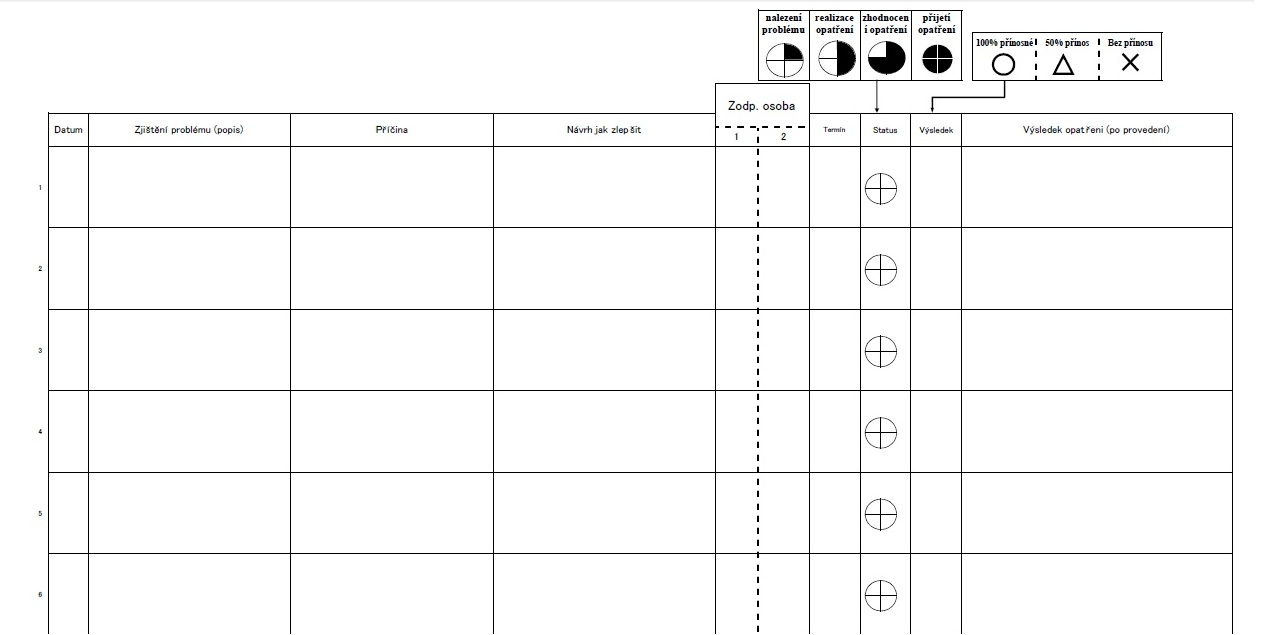 nalezení problému
realizace opatření
zhodnocen í opatření
přijetí opatření
100% přínosné
50% přínos
Bez přínosu
Datum
Zjištění problému (popis)
Příčina
Návrh jak zlepšit
Zodp. osoba
1
2
Termín
Status
Výsledek
Výsledek opatření (po provedení)
1
2
3
4
5
6